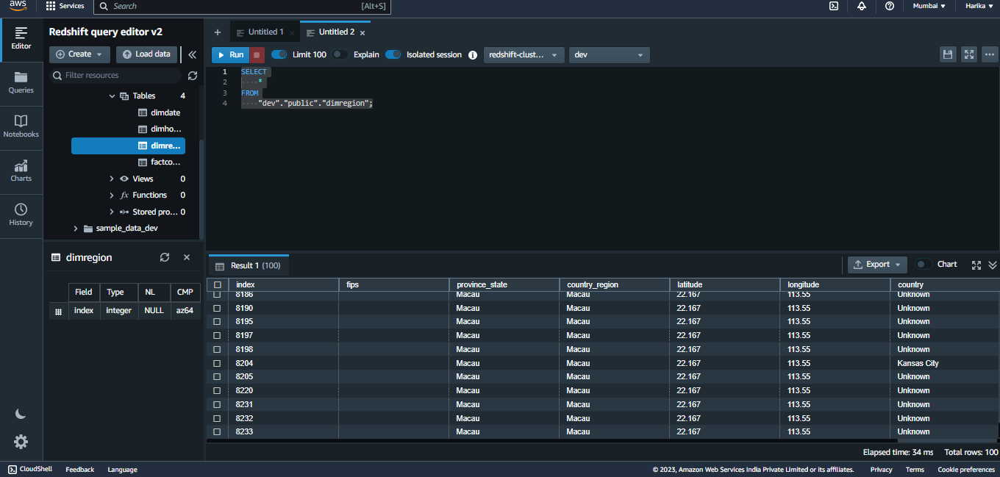 aws Services Search [Alt+S] Mumbai ▼ Harika ▼
Editor
Queries
Notebooks
Charts
History
Redshift query editor v2
Create Load data
Filter resources
Tables 4
dimdate
dimho...
dimre...
factco...
Views 0
fx Functions 0
Stored pro... 0
sample_data_dev
dimregion
Field Type NL CMP
index integer NULL az64
+ Untitled 1 × Untitled 2 ×
Run Limit 100 Explain Isolated session redshift-clust... dev
1 SELECT
2 *
3 FROM
4 "dev"."public"."dimregion";
Result 1 (100) Export Chart
index fips province_state country_region latitude longitude country
8186 Macau Macau 22.167 113.55 Unknown
8190 Macau Macau 22.167 113.55 Unknown
8195 Macau Macau 22.167 113.55 Unknown
8197 Macau Macau 22.167 113.55 Unknown
8198 Macau Macau 22.167 113.55 Unknown
8204 Macau Macau 22.167 113.55 Kansas City
8205 Macau Macau 22.167 113.55 Unknown
8220 Macau Macau 22.167 113.55 Unknown
8231 Macau Macau 22.167 113.55 Unknown
8232 Macau Macau 22.167 113.55 Unknown
8233 Macau Macau 22.167 113.55 Unknown
Elapsed time: 34 ms Total rows: 100
CloudShell Feedback Language © 2023, Amazon Web Services India Private Limited or its affiliates. Privacy Terms Cookie preferences